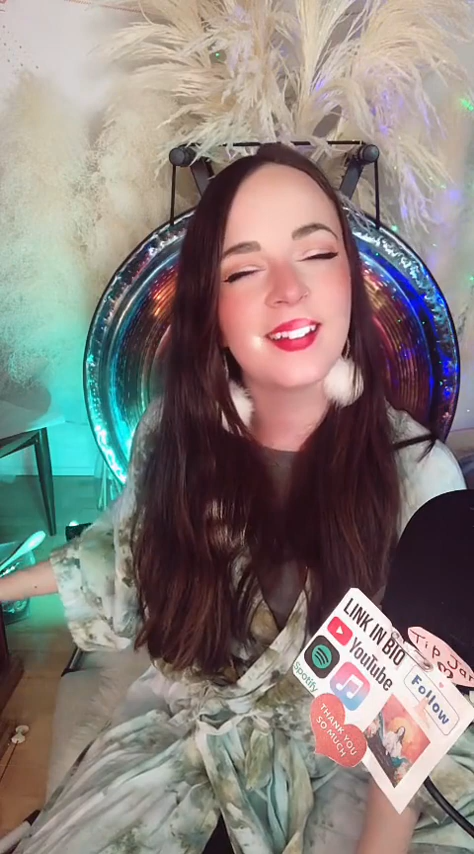 LINK IN BIO
YouTube
Spotify
Follow
Tip Jar
THANK YOU
SO MUCH